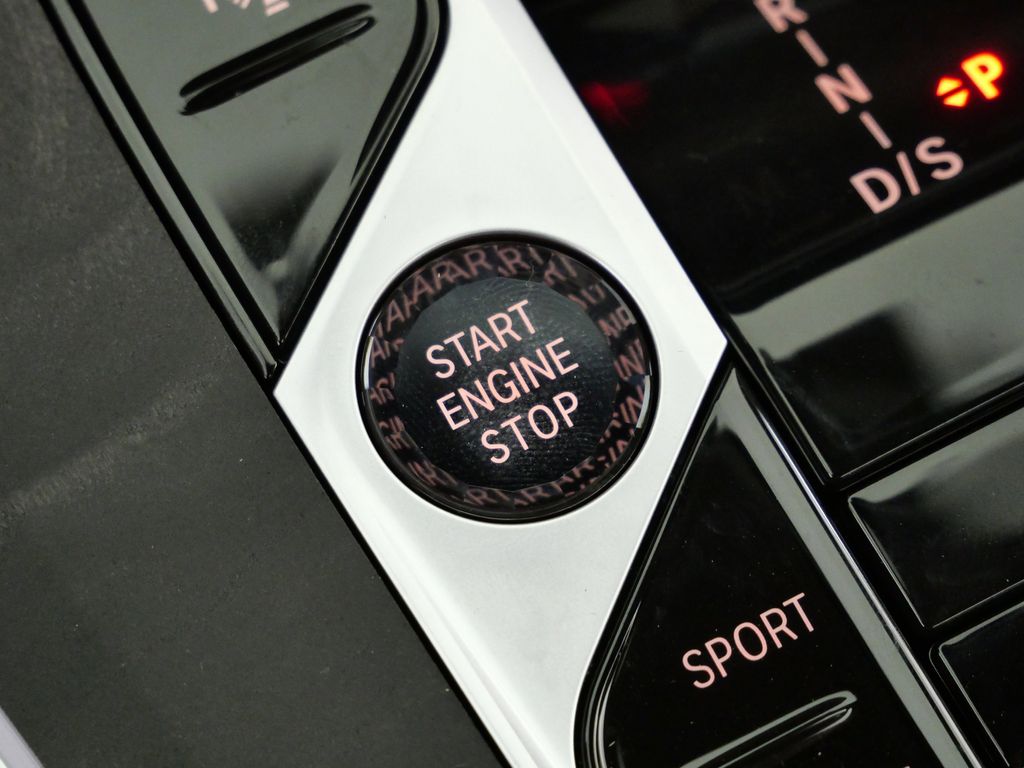 R
N
D/S
P
START
ENGINE
STOP
SPORT